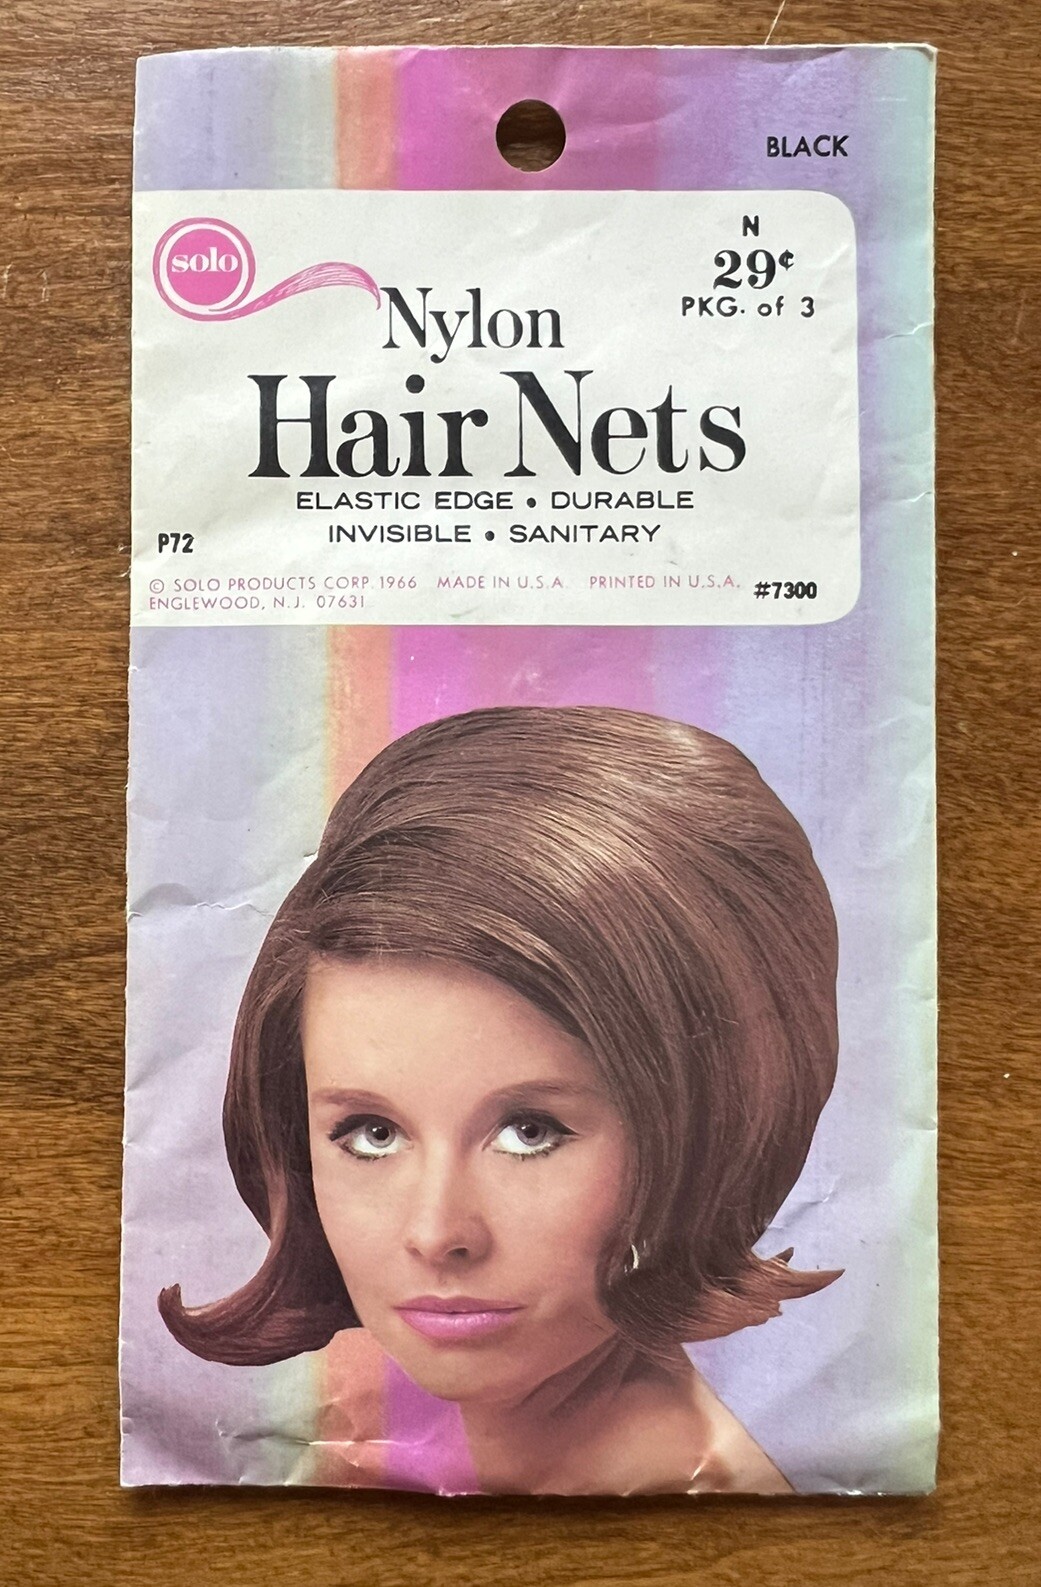 BLACK
solo
N
29¢
PKG. of 3
Nylon
Hair Nets
ELASTIC EDGE • DURABLE
INVISIBLE • SANITARY
P72
© SOLO PRODUCTS CORP. 1966 MADE IN U.S.A. PRINTED IN U.S.A. #7300
ENGLEWOOD, N.J. 07631